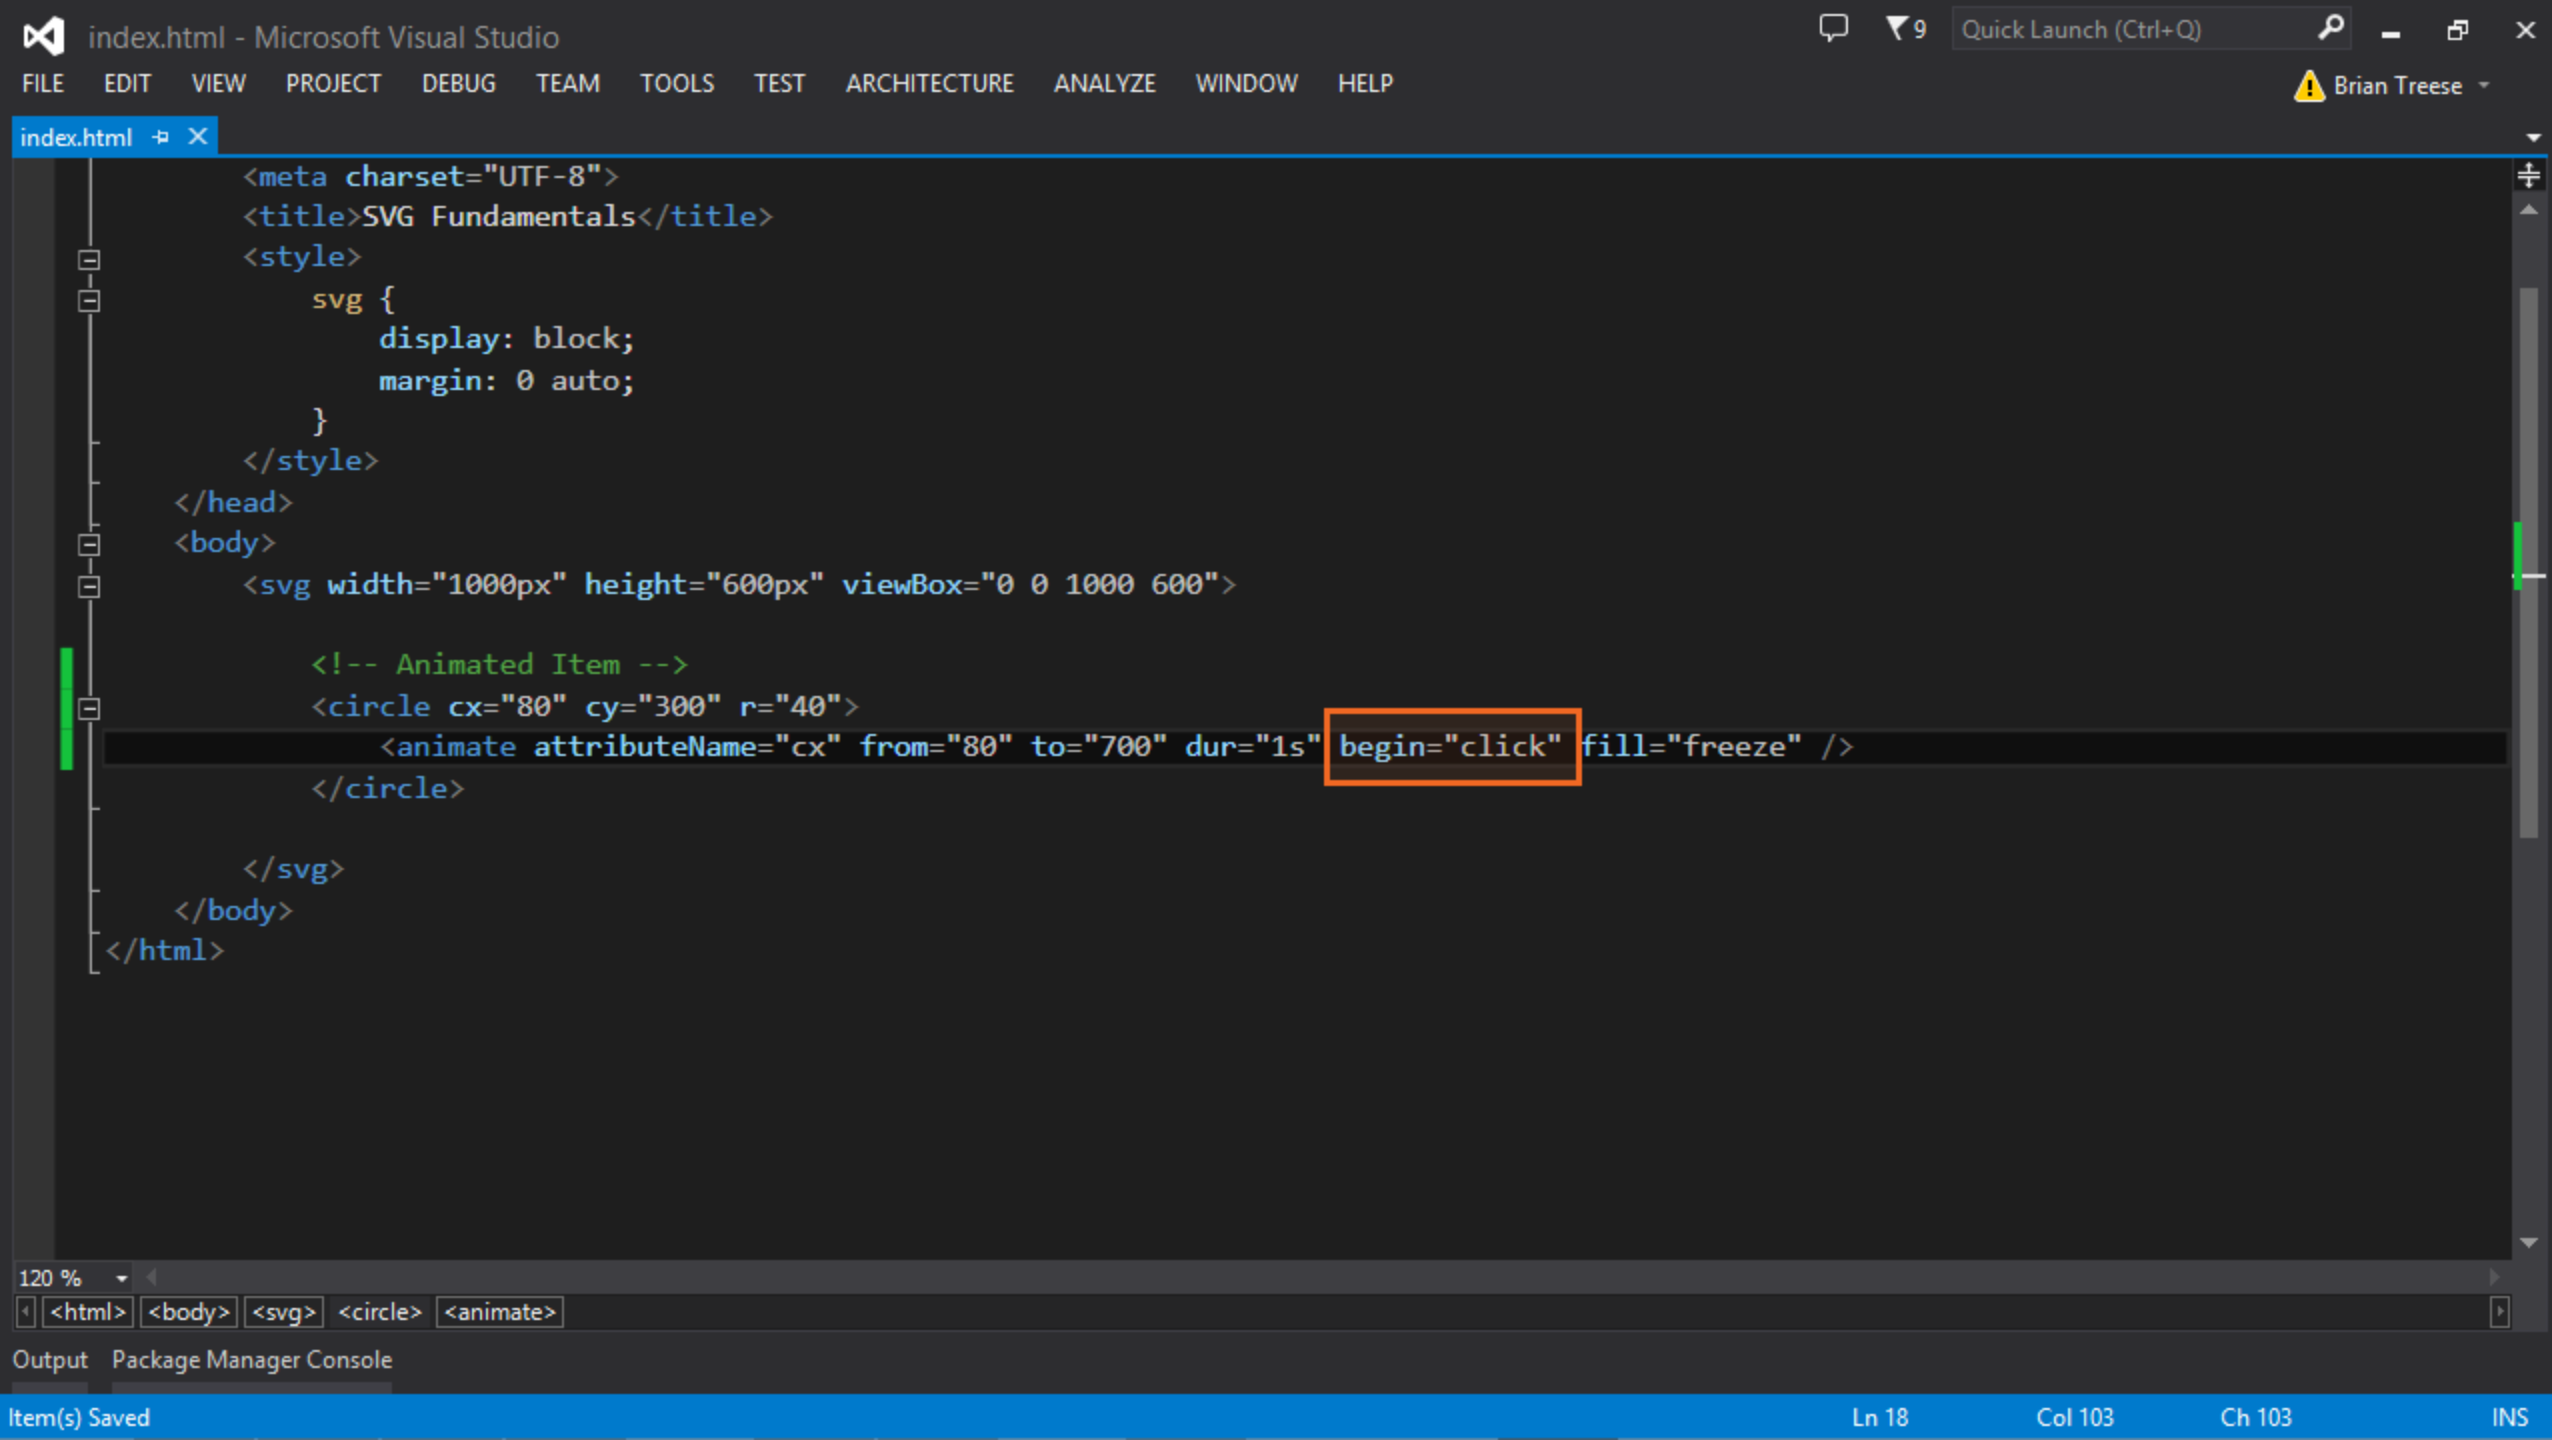 index.html - Microsoft Visual Studio
9
Quick Launch (Ctrl+Q)
FILE EDIT VIEW PROJECT DEBUG TEAM TOOLS TEST ARCHITECTURE ANALYZE WINDOW HELP
Brian Treese
index.html
<meta charset="UTF-8">
<title>SVG Fundamentals</title>
<style>
svg {
display: block;
margin: 0 auto;
}
</style>
</head>
<body>
<svg width="1000px" height="600px" viewBox="0 0 1000 600">
<!-- Animated Item -->
<circle cx="80" cy="300" r="40">
<animate attributeName="cx" from="80" to="700" dur="1s" begin="click" fill="freeze" />
</circle>
</svg>
</body>
</html>
120 %
<html> <body> <svg> <circle> <animate>
Output Package Manager Console
Item(s) Saved Ln 18 Col 103 Ch 103 INS